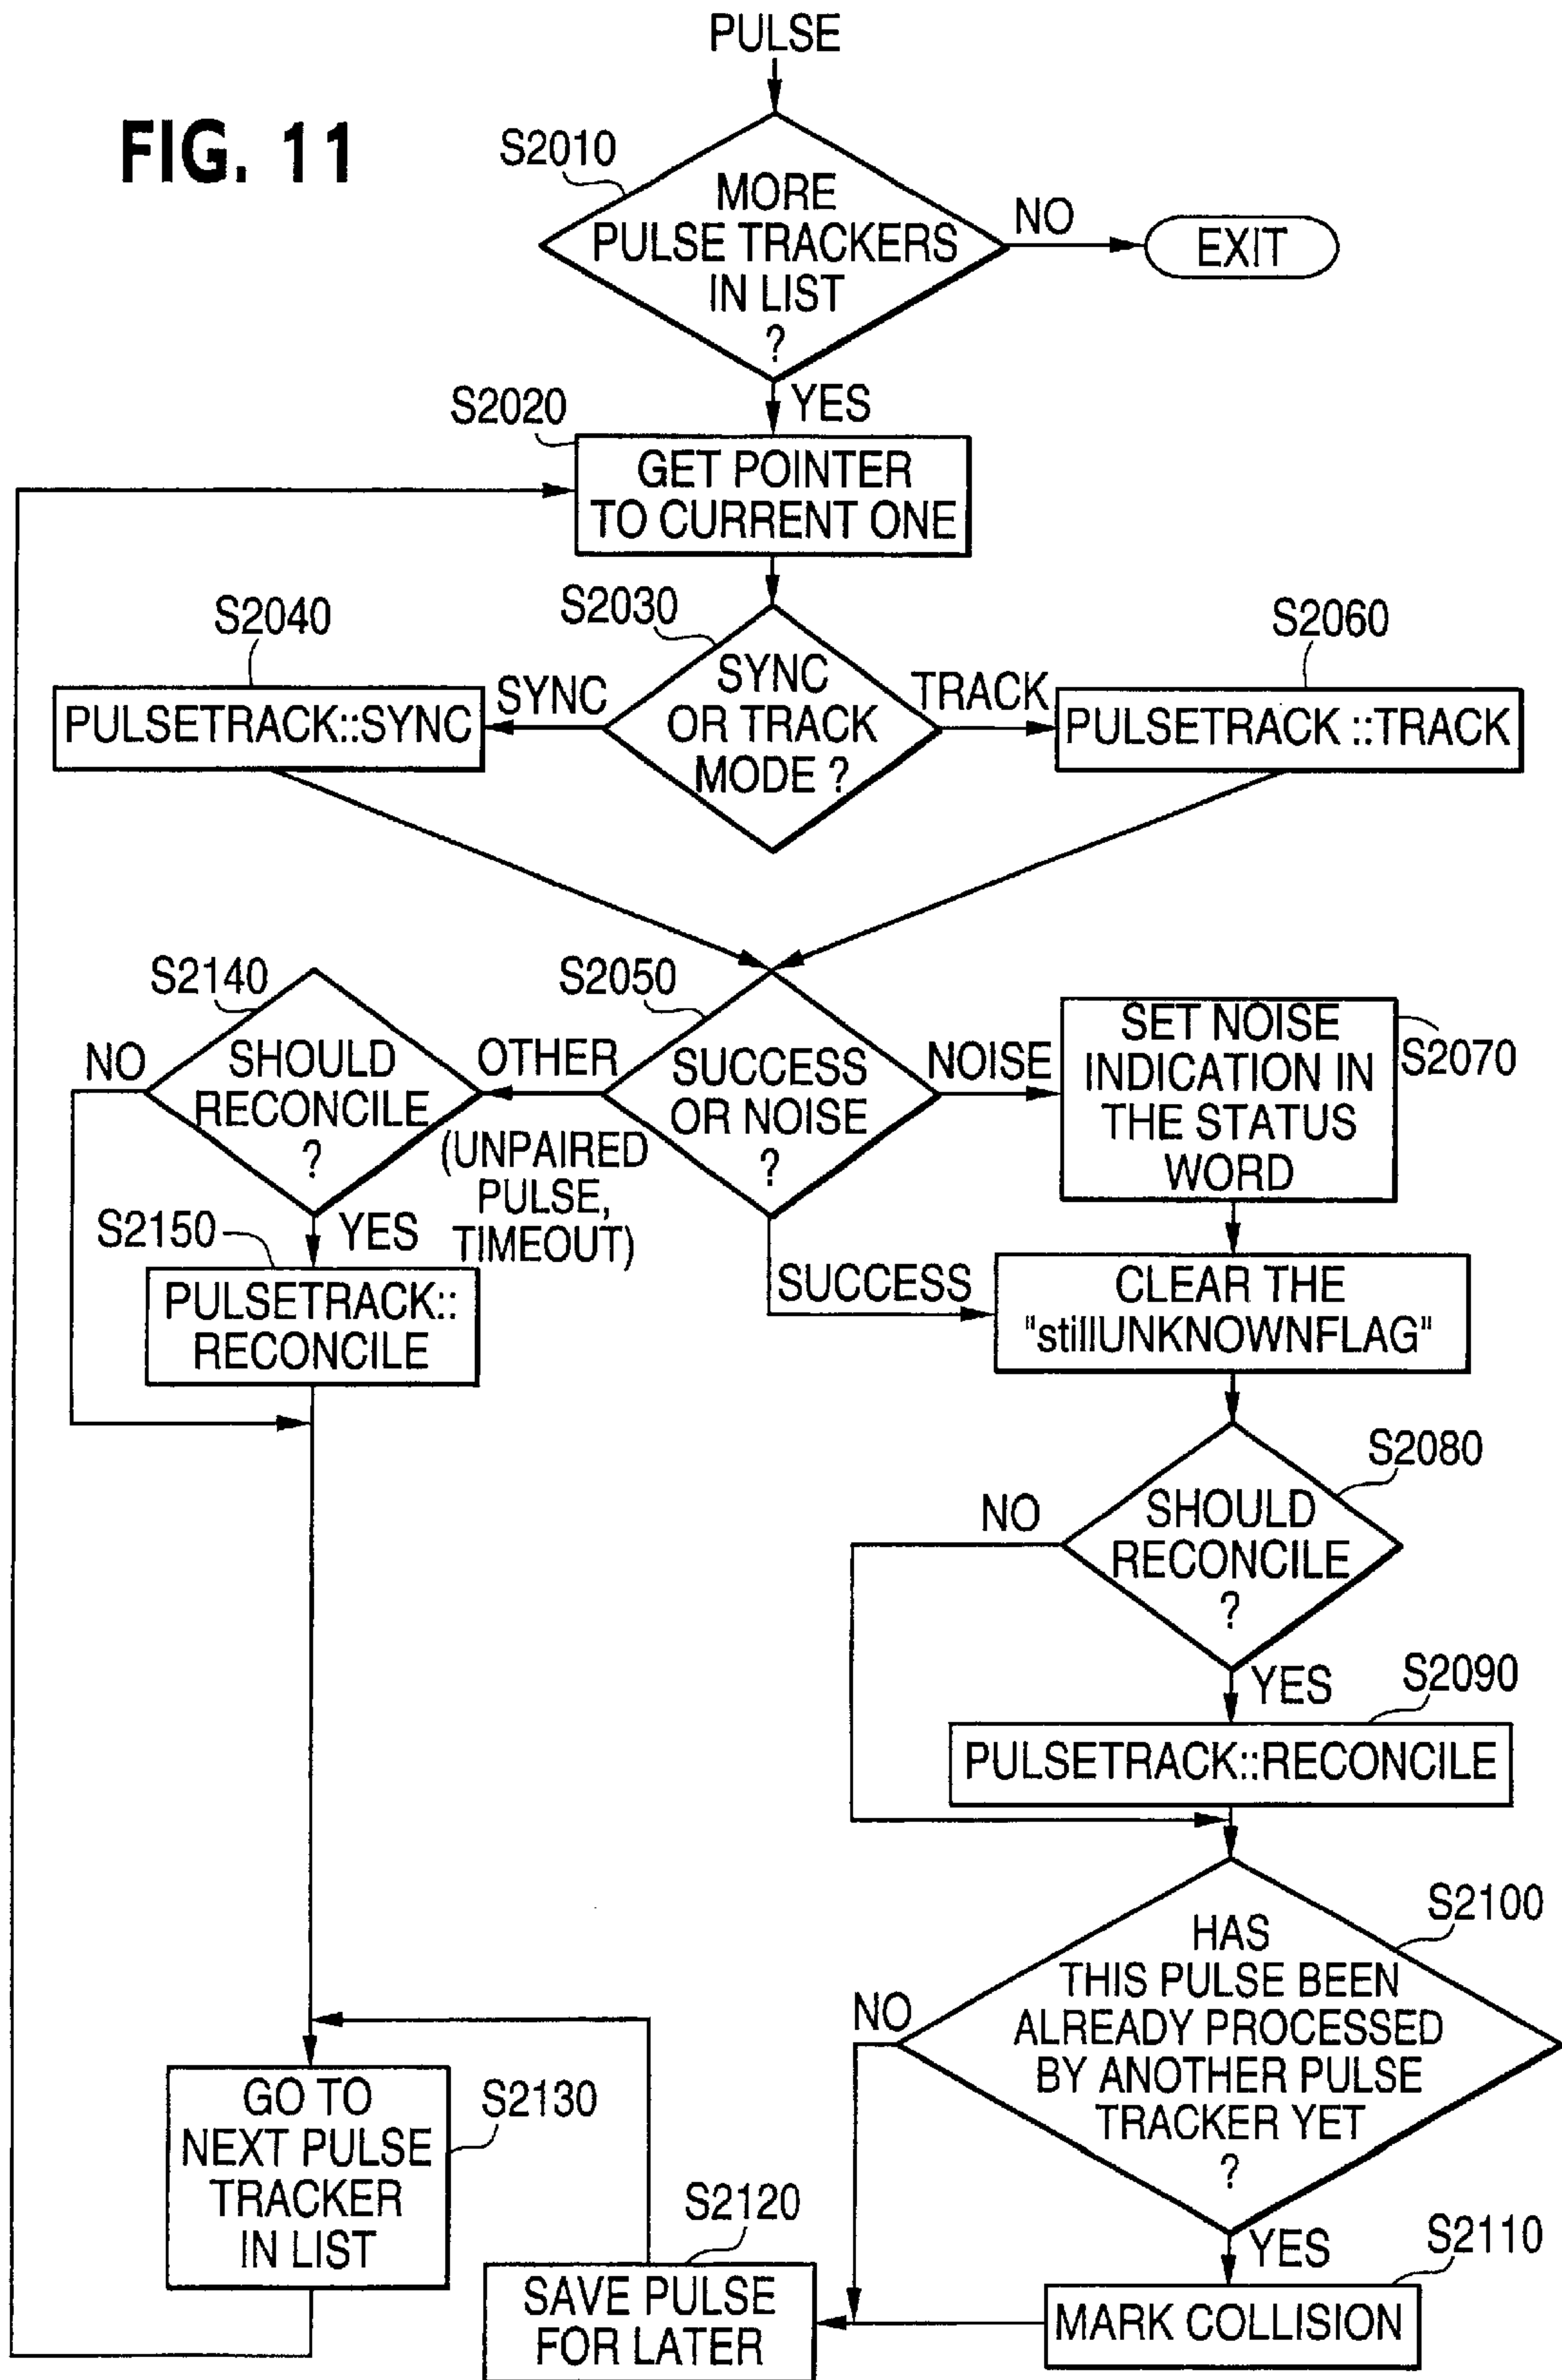 PULSE
FIG. 11
S2010
MORE
PULSE TRACKERS
IN LIST
?
NO
EXIT
YES
S2020
GET POINTER
TO CURRENT ONE
S2030
S2040
S2060
SYNC
OR TRACK
MODE ?
SYNC
TRACK
PULSETRACK::SYNC
PULSETRACK ::TRACK
S2140
S2050
NO
SHOULD
RECONCILE
?
OTHER
(UNPAIRED
PULSE,
TIMEOUT)
SUCCESS
OR NOISE
?
NOISE
SET NOISE
INDICATION IN
THE STATUS
WORD
S2070
YES
S2150
PULSETRACK::
RECONCILE
SUCCESS
CLEAR THE
"stillUNKNOWNFLAG"
S2080
NO
SHOULD
RECONCILE
?
YES
S2090
PULSETRACK::RECONCILE
S2100
HAS
THIS PULSE BEEN
ALREADY PROCESSED
BY ANOTHER PULSE
TRACKER YET
?
NO
YES
S2110
MARK COLLISION
S2120
SAVE PULSE
FOR LATER
GO TO
NEXT PULSE
TRACKER
IN LIST
S2130